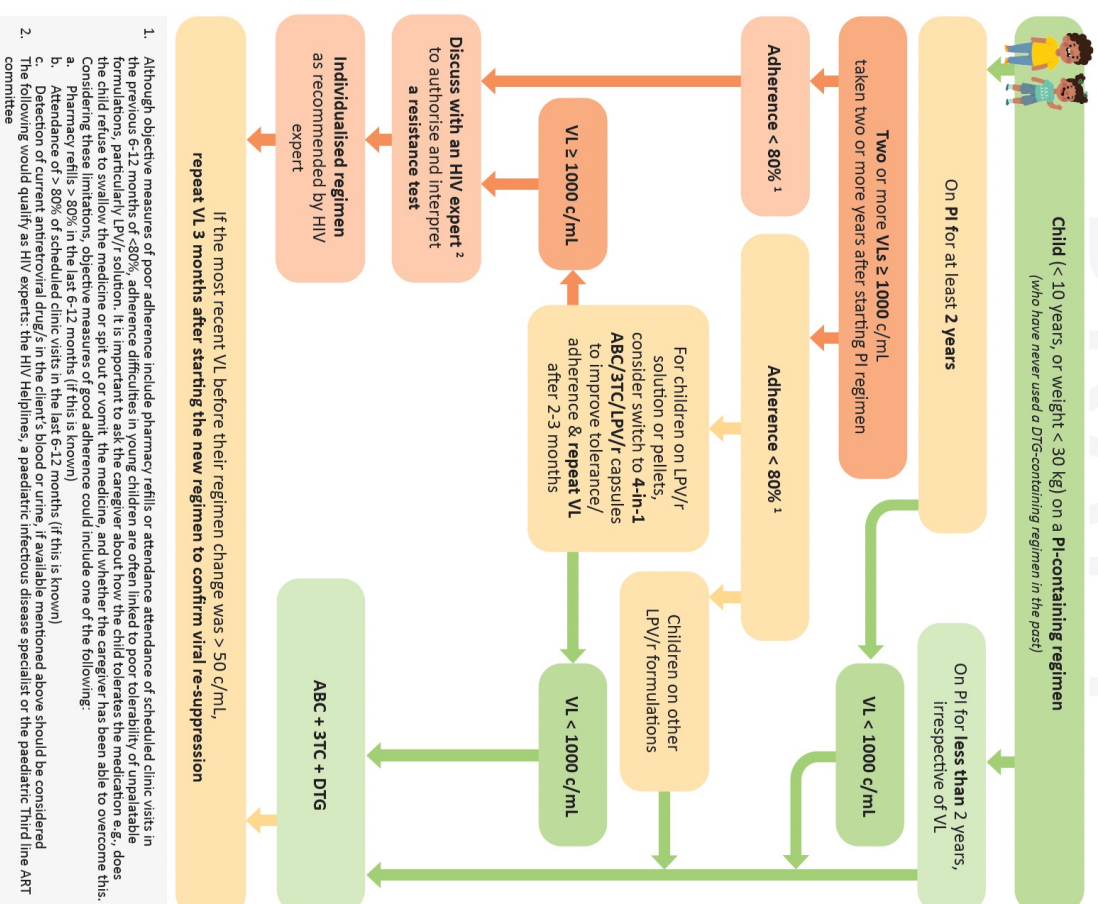 Child (< 10 years, or weight < 30 kg) on a PI-containing regimen
(who have never used a DTG-containing regimen in the past)
On PI for at least 2 years
On PI for less than 2 years,
irrespective of VL
Two or more VLs ≥ 1000 c/mL
taken two or more years after starting PI regimen
VL < 1000 c/mL
Adherence < 80% ¹
Adherence < 80% ¹
For children on LPV/r
solution or pellets,
consider switch to 4-in-1
ABC/3TC/LPV/r capsules
to improve tolerance/
adherence & repeat VL
after 2-3 months
Children on other
LPV/r formulations
VL ≥ 1000 c/mL
VL < 1000 c/mL
Discuss with an HIV expert ²
to authorise and interpret
a resistance test
Individualised regimen
as recommended by HIV
expert
ABC + 3TC + DTG
If the most recent VL before their regimen change was > 50 c/mL,
repeat VL 3 months after starting the new regimen to confirm viral re-suppression
1. Although objective measures of poor adherence include pharmacy refills or attendance attendance of scheduled clinic visits in
the previous 6-12 months of <80%, adherence difficulties in young children are often linked to poor tolerability of unpalatable
formulations, particularly LPV/r solution. It is important to ask the caregiver about how the child tolerates the medication e.g., does
the child refuse to swallow the medicine or spit out or vomit the medicine, and whether the caregiver has been able to overcome this.
Considering these limitations, objective measures of good adherence could include one of the following:
a. Pharmacy refills > 80% in the last 6-12 months (if this is known)
b. Attendance of > 80% of scheduled clinic visits in the last 6-12 months (if this is known)
c. Detection of current antiretroviral drug/s in the client's blood or urine, if available mentioned above should be considered
2. The following would qualify as HIV experts: the HIV Helplines, a paediatric infectious disease specialist or the paediatric Third line ART
committee